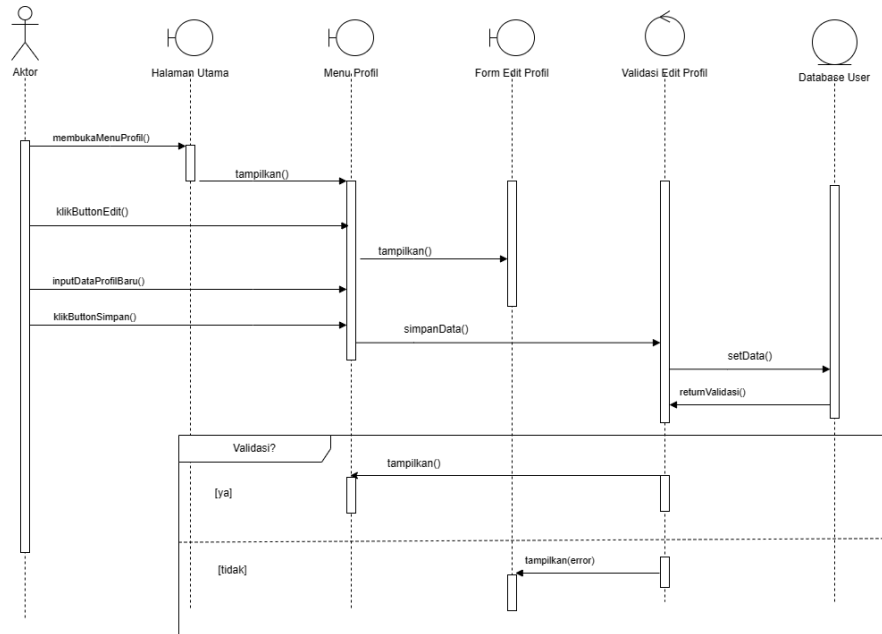 Aktor
Halaman Utama
Menu Profil
Form Edit Profil
Validasi Edit Profil
Database User
membukaMenuProfil()
tampilkan()
klikButtonEdit()
tampilkan()
inputDataProfilBaru()
klikButtonSimpan()
simpanData()
setData()
returnValidasi()
Validasi?
tampilkan()
[ya]
[tidak]
tampilkan(error)